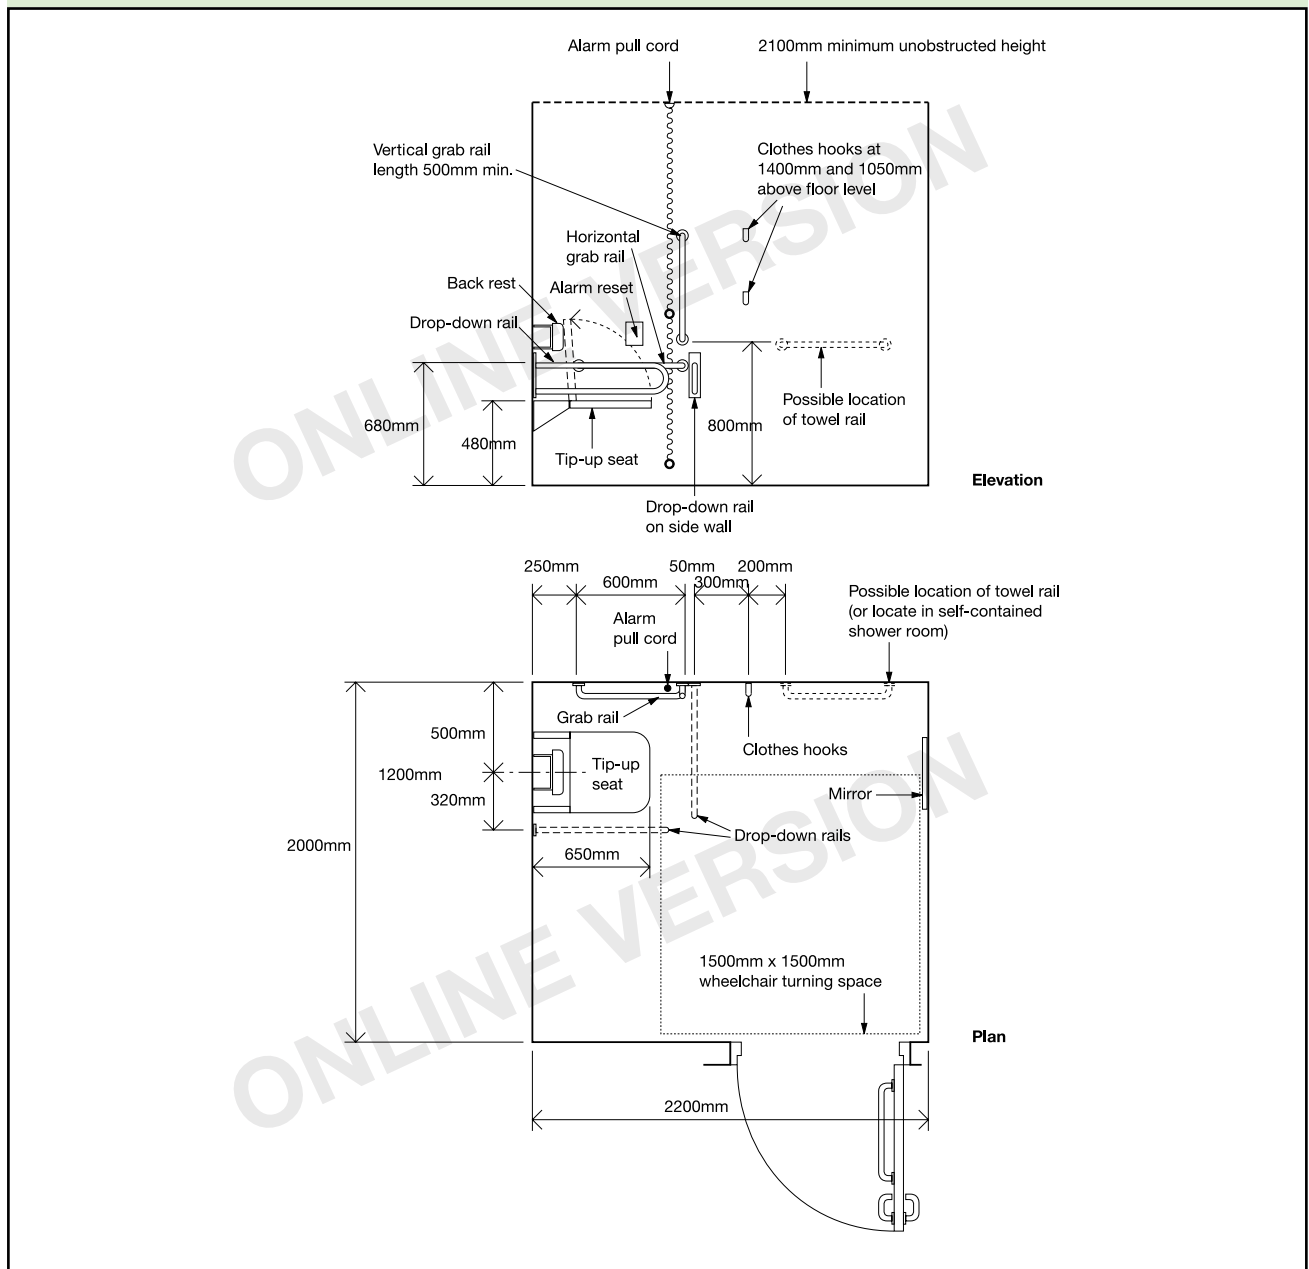 Alarm pull cord
2100mm minimum unobstructed height
Vertical grab rail
length 500mm min.
Clothes hooks at
1400mm and 1050mm
above floor level
Horizontal
grab rail
Back rest
Alarm reset
Drop-down rail
Possible location
of towel rail
680mm
480mm
800mm
Tip-up seat
Elevation
Drop-down rail
on side wall
ONLINE VERSION
250mm
600mm
50mm
300mm
200mm
Possible location of towel rail
(or locate in self-contained
shower room)
Alarm
pull cord
Grab rail
Clothes hooks
500mm
1200mm
320mm
2000mm
Tip-up
seat
Mirror
Drop-down rails
650mm
1500mm x 1500mm
wheelchair turning space
Plan
2200mm
ONLINE VERSION